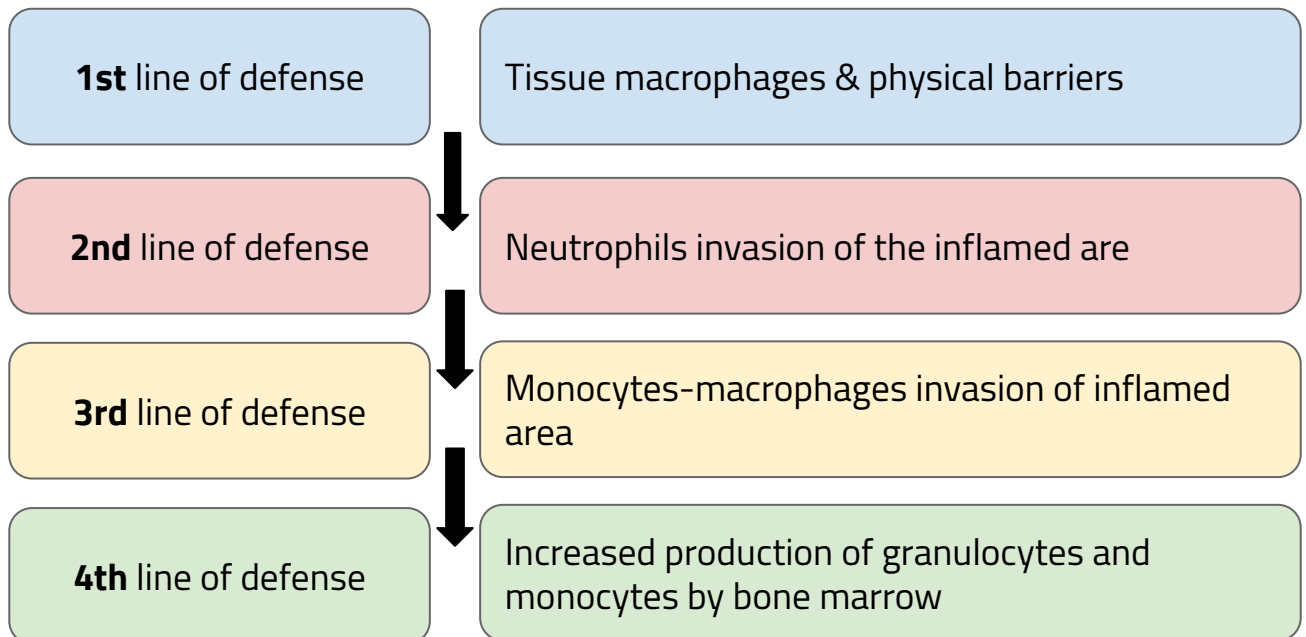 1st line of defense
Tissue macrophages & physical barriers
2nd line of defense
Neutrophils invasion of the inflamed are
3rd line of defense
Monocytes-macrophages invasion of inflamed
area
4th line of defense
Increased production of granulocytes and
monocytes by bone marrow